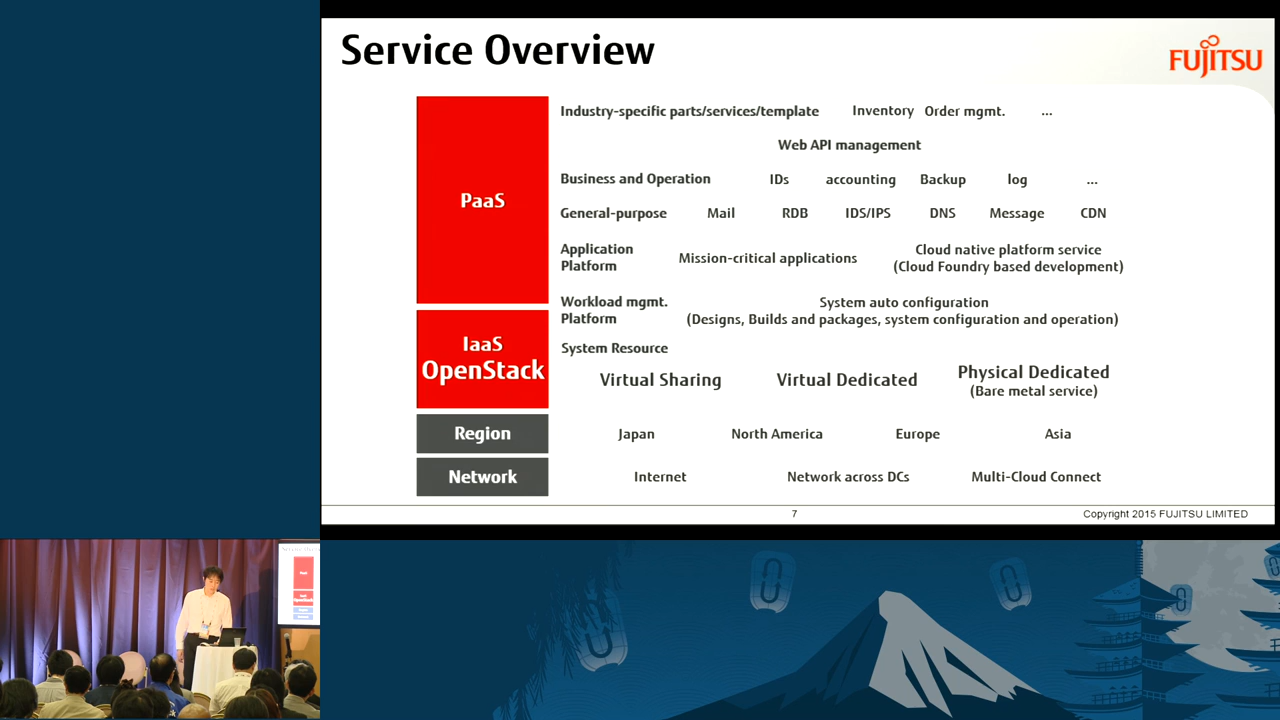 Service Overview
FUJITSU
PaaS
Industry-specific parts/services/template Inventory Order mgmt. ...
Web API management
Business and Operation IDs accounting Backup log ...
General-purpose Mail RDB IDS/IPS DNS Message CDN
Application Platform Mission-critical applications Cloud native platform service
(Cloud Foundry based development)
Workload mgmt. Platform System auto configuration
(Designs, Builds and packages, system configuration and operation)
IaaS
OpenStack
System Resource
Virtual Sharing Virtual Dedicated Physical Dedicated
(Bare metal service)
Region Japan North America Europe Asia
Network Internet Network across DCs Multi-Cloud Connect
7 Copyright 2015 FUJITSU LIMITED